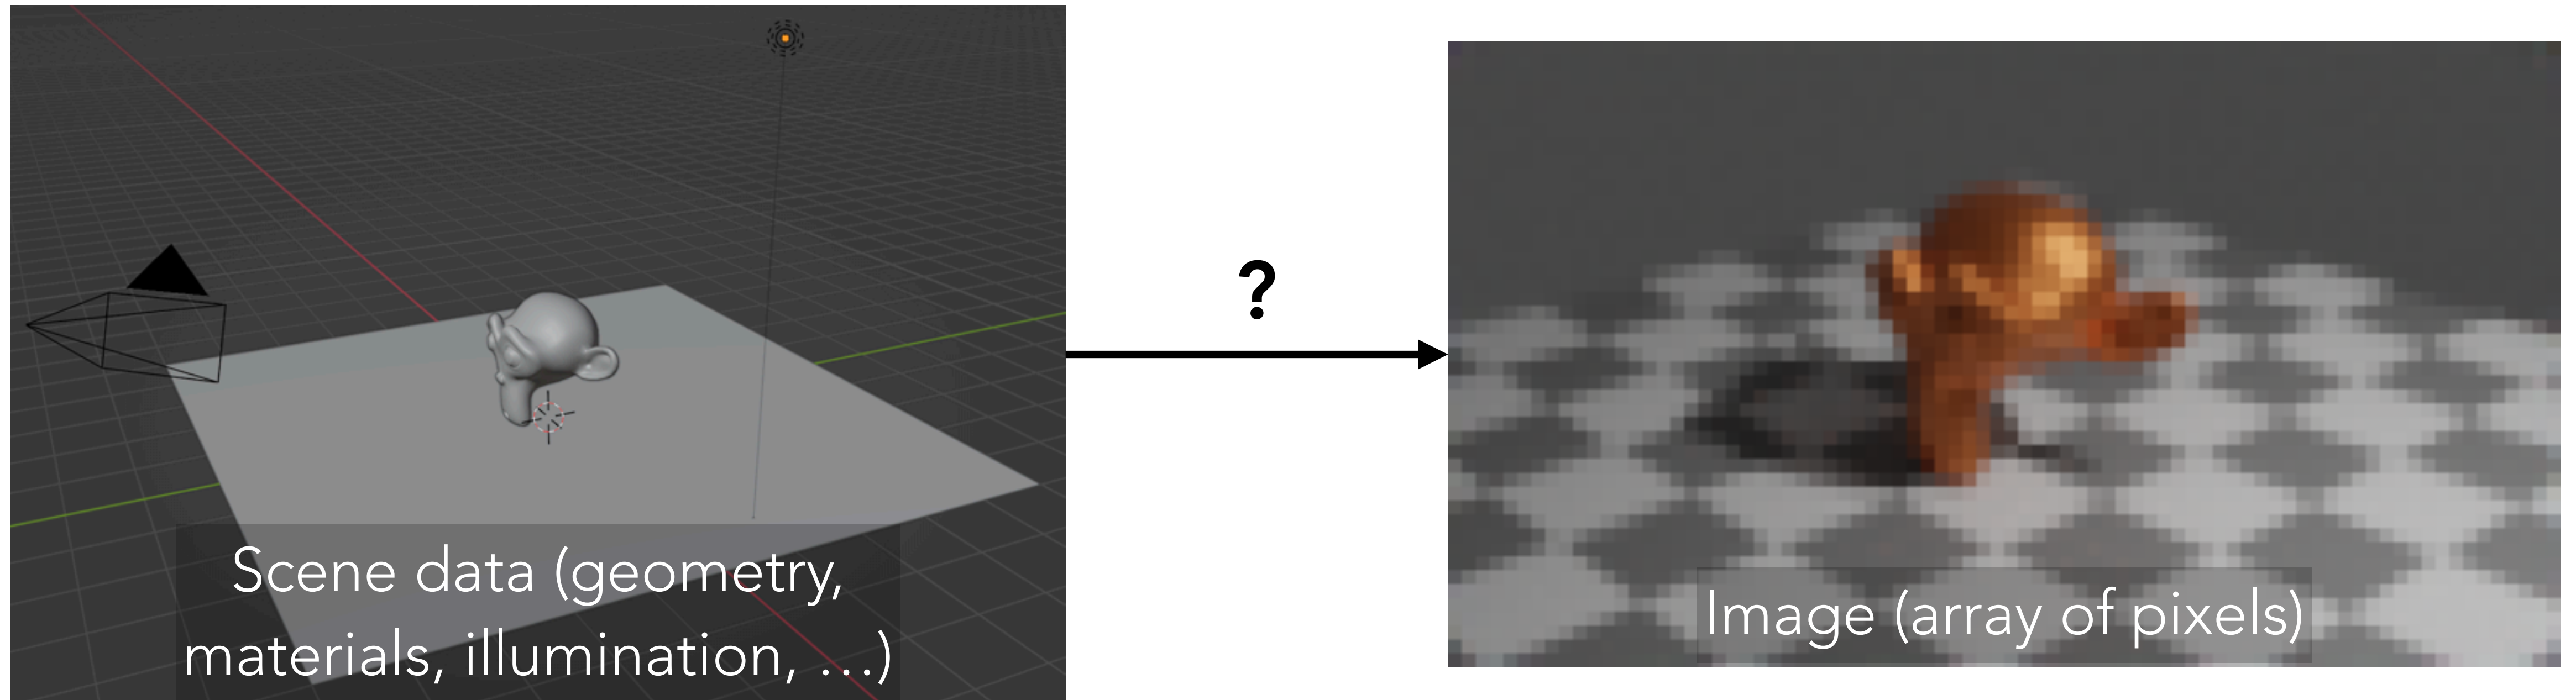 Scene data (geometry,
materials, illumination, …)
?
Image (array of pixels)